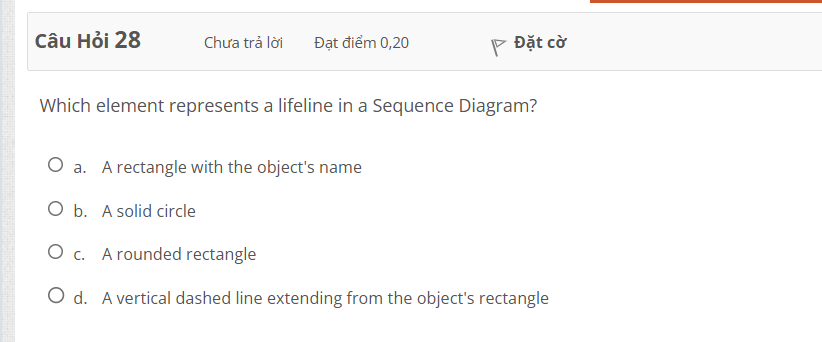 Câu Hỏi 28 Chưa trả lời Đạt điểm 0,20 Đặt cờ
Which element represents a lifeline in a Sequence Diagram?
a. A rectangle with the object's name
b. A solid circle
c. A rounded rectangle
d. A vertical dashed line extending from the object's rectangle